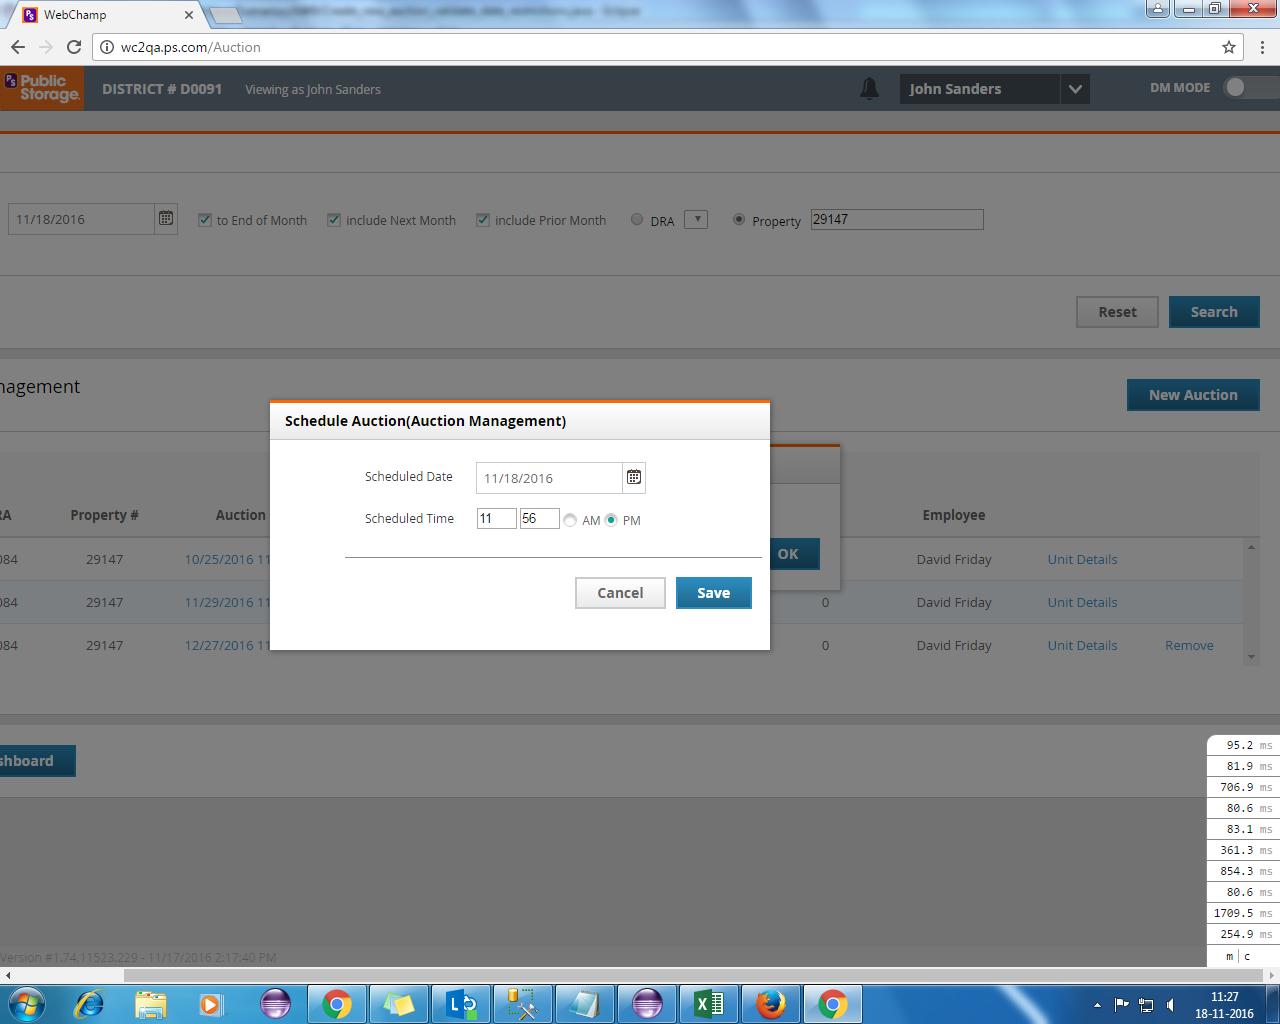 WebChamp
wc2qa.ps.com/Auction
PS Public Storage.
DISTRICT # D0091
Viewing as John Sanders
John Sanders
DM MODE
11/18/2016
to End of Month
include Next Month
include Prior Month
DRA
Property
29147
Reset
Search
nagement
New Auction
Schedule Auction(Auction Management)
Scheduled Date
11/18/2016
Scheduled Time
11
56
AM
PM
Cancel
Save
OK
RA
Property #
Auction
Employee
084
29147
10/25/2016 11
David Friday
Unit Details
084
29147
11/29/2016 11
0
David Friday
Unit Details
084
29147
12/27/2016 11
0
David Friday
Unit Details
Remove
shboard
95.2 ms
81.9 ms
706.9 ms
80.6 ms
83.1 ms
361.3 ms
854.3 ms
80.6 ms
1709.5 ms
254.9 ms
m c
Version #1.74.11523.229 - 11/17/2016 2:17:40 PM
11:27
18-11-2016